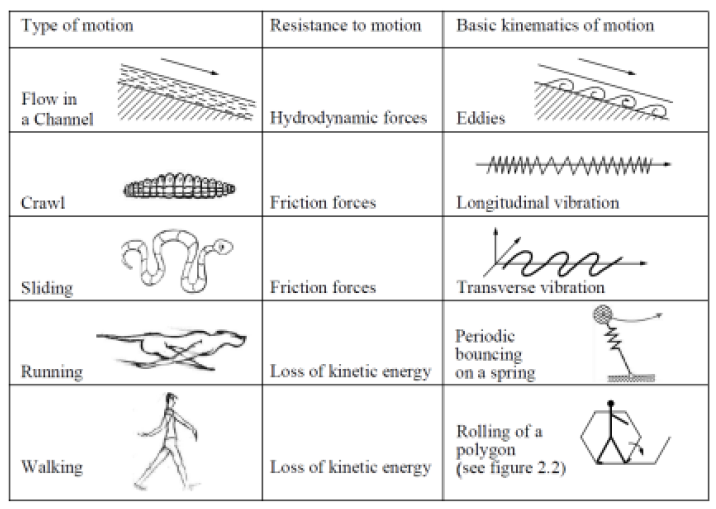 Type of motion
Resistance to motion
Basic kinematics of motion
Flow in
a Channel
Hydrodynamic forces
Eddies
Crawl
Friction forces
Longitudinal vibration
Sliding
Friction forces
Transverse vibration
Running
Loss of kinetic energy
Periodic
bouncing
on a spring
Walking
Loss of kinetic energy
Rolling of a
polygon
(see figure 2.2)